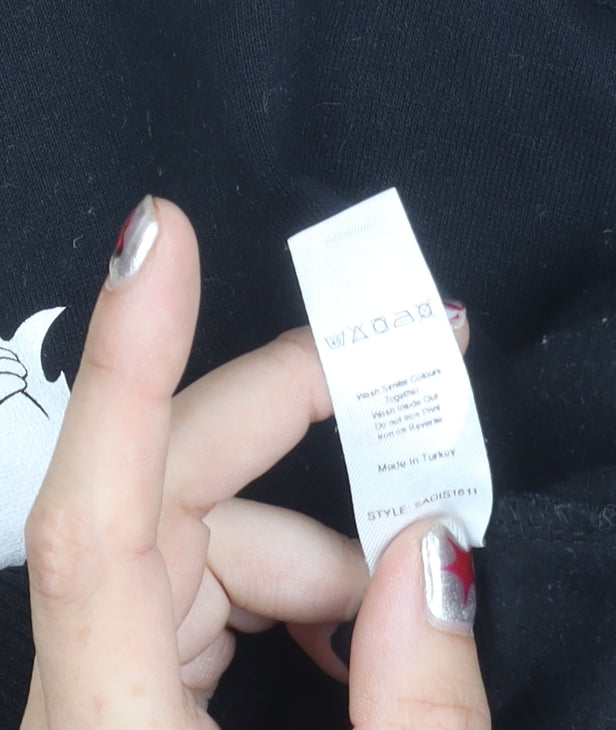 40
Wash Similar Colours
Together
Wash Inside Out
Do not Iron Print
Iron on Reverse
Made In Turkey
STYLE: SADIS1611